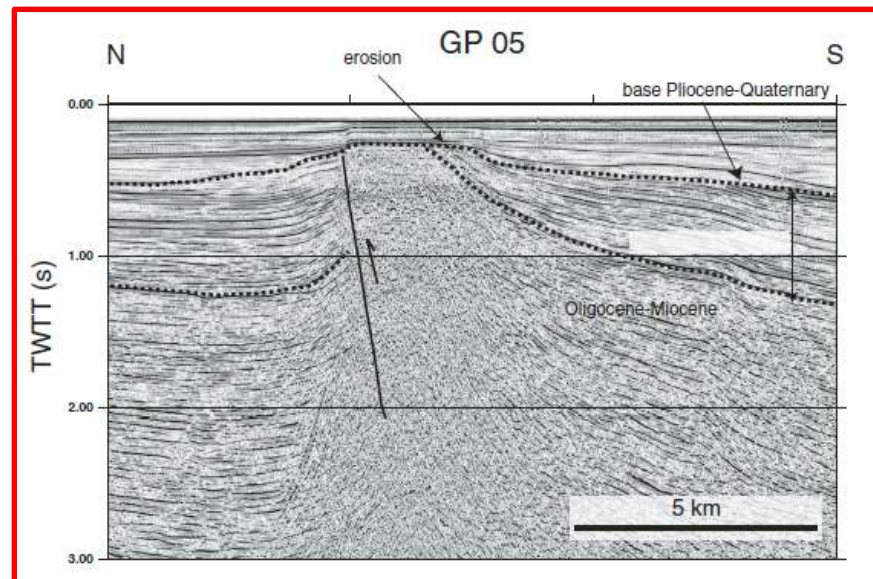 GP 05
N
S
erosion
base Pliocene-Quaternary
0.00
1.00
TWTT (s)
Oligocene-Miocene
2.00
5 km
3.00